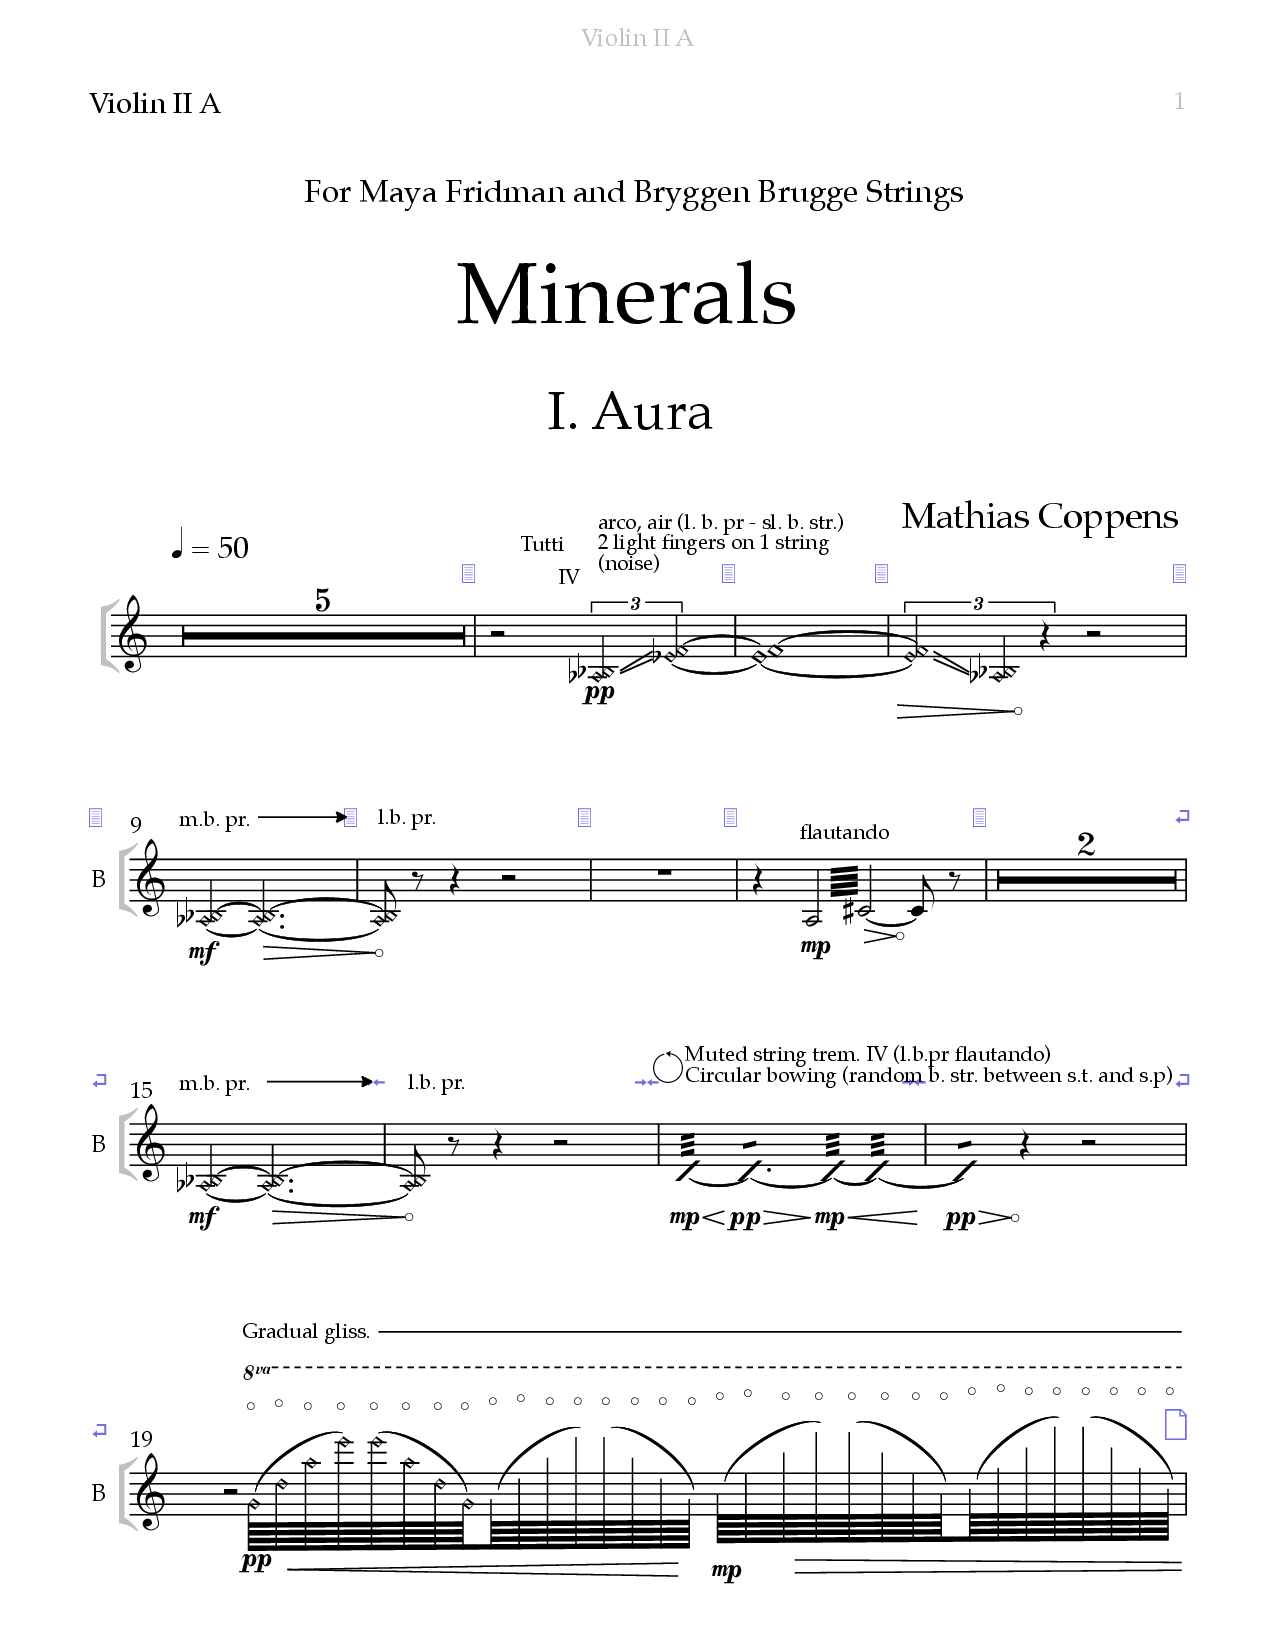 Violin II A
Violin II A
1
For Maya Fridman and Bryggen Brugge Strings
Minerals
I. Aura
Mathias Coppens
= 50
Tutti
arco, air (l. b. pr - sl. b. str.)
2 light fingers on 1 string
(noise)
IV
5
3
3
pp
9
m.b. pr.
l.b. pr.
flautando
2
B
mf
mp
15
m.b. pr.
l.b. pr.
Muted string trem. IV (l.b.pr flautando)
Circular bowing (random b. str. between s.t. and s.p)
B
mf
mp pp mp pp
Gradual gliss.
8va
19
B
pp
mp